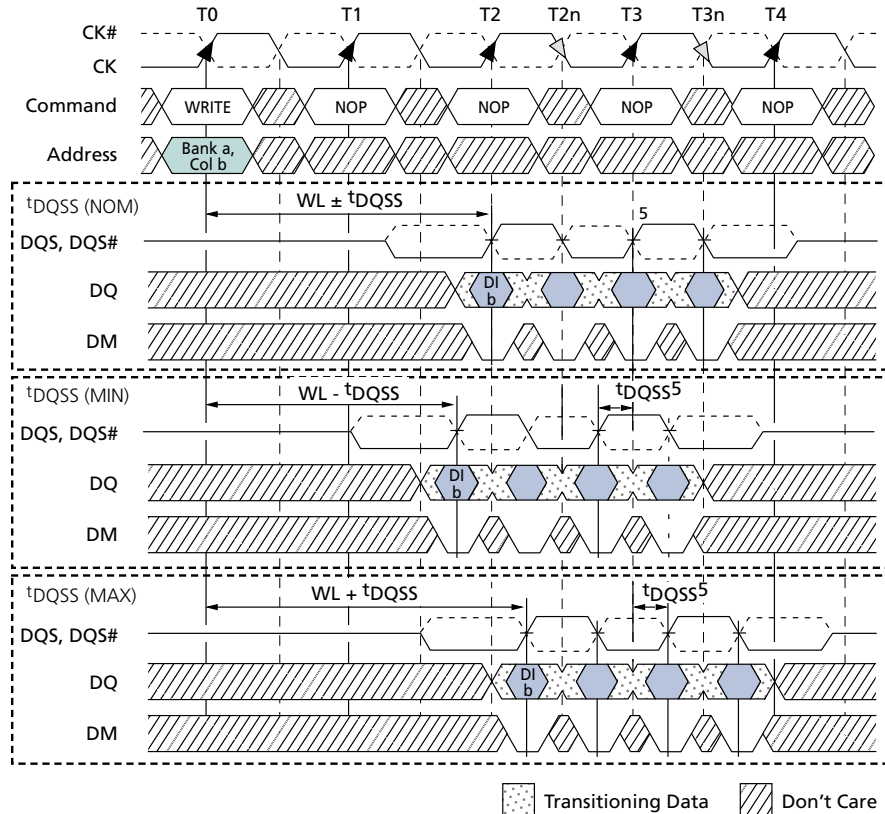 T0 T1 T2 T2n T3 T3n T4
CK#
CK
Command WRITE NOP NOP NOP NOP
Address Bank a, Col b
tDQSS (NOM)
WL ± tDQSS
5
DQS, DQS#
DQ DI b
DM
tDQSS (MIN)
WL - tDQSS tDQSS5
DQS, DQS#
DQ DI b
DM
tDQSS (MAX)
WL + tDQSS tDQSS5
DQS, DQS#
DQ DI b
DM
Transitioning Data Don't Care